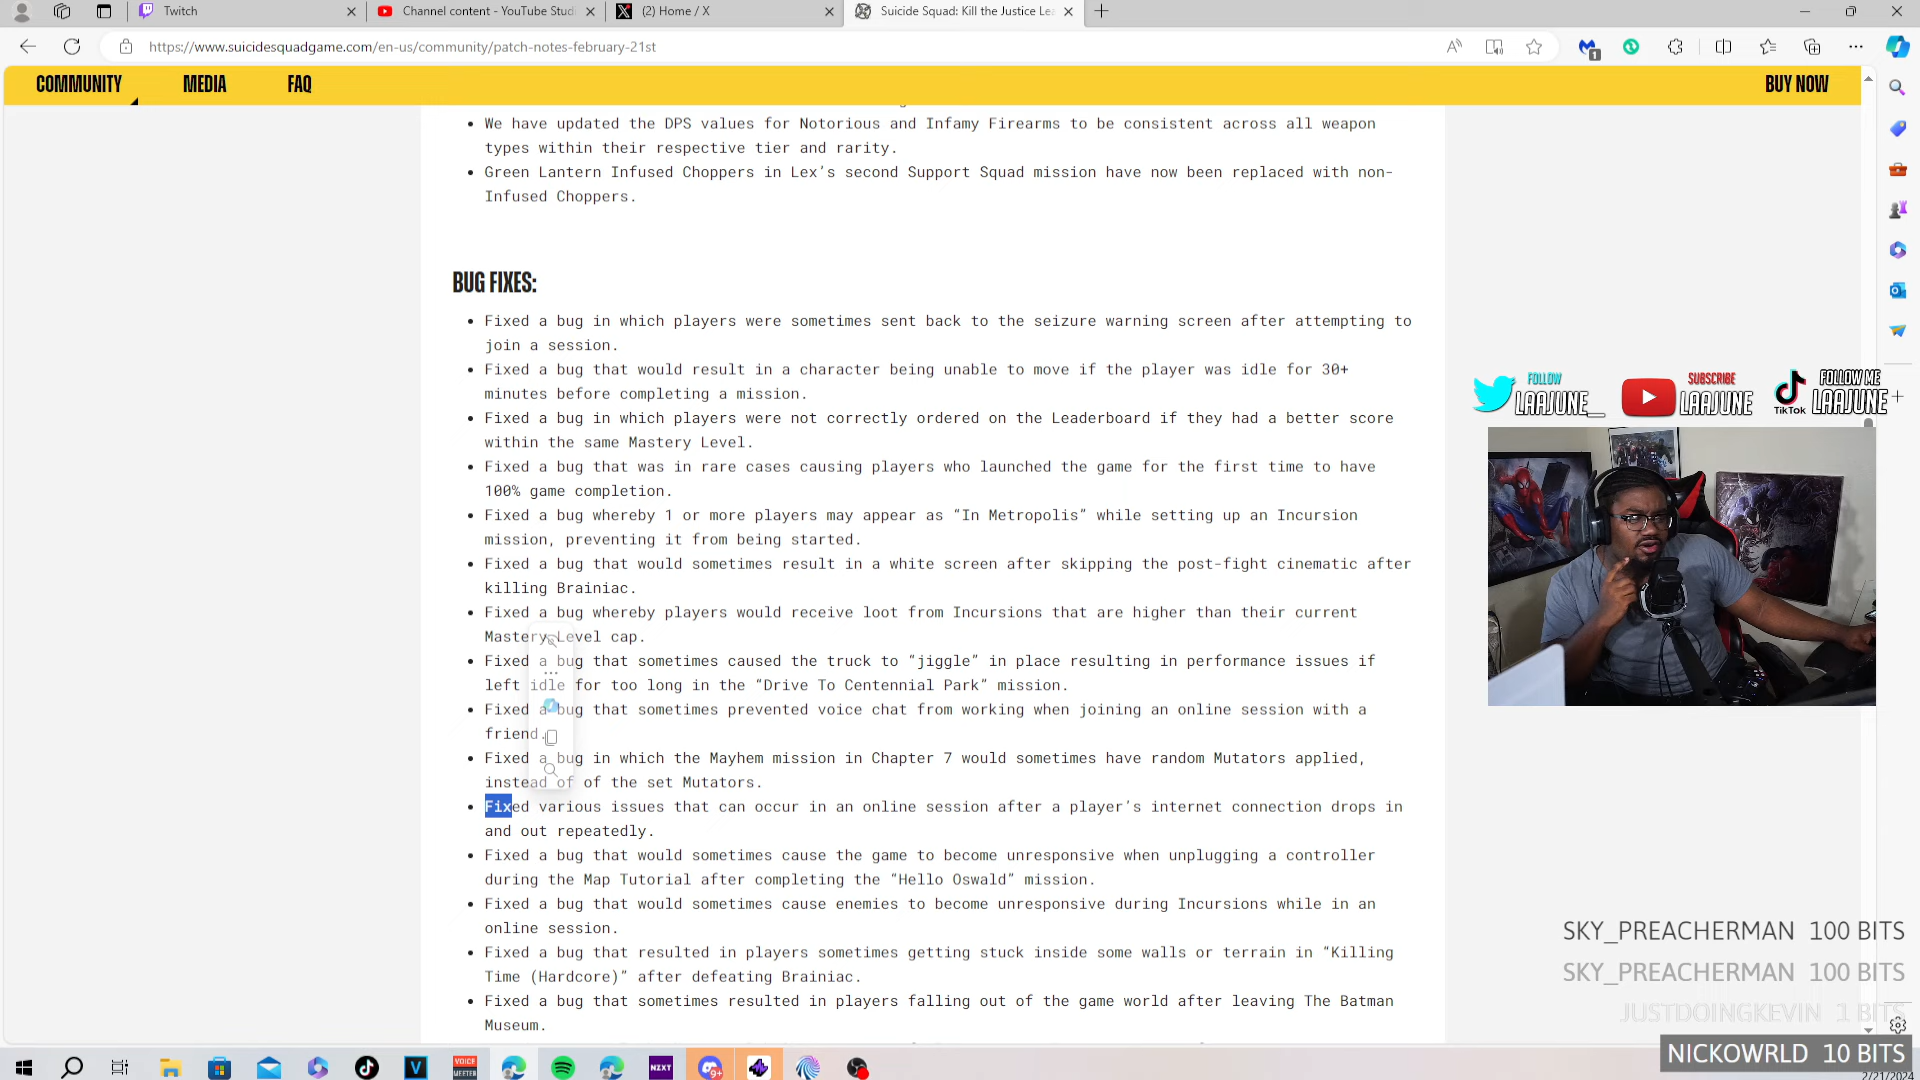 Twitch
Channel content - YouTube Studi
(2) Home / X
Suicide Squad: Kill the Justice Lea
https://www.suicidesquadgame.com/en-us/community/patch-notes-february-21st
COMMUNITY MEDIA FAQ BUY NOW
We have updated the DPS values for Notorious and Infamy Firearms to be consistent across all weapon
types within their respective tier and rarity.
Green Lantern Infused Choppers in Lex's second Support Squad mission have now been replaced with non-
Infused Choppers.
BUG FIXES:
Fixed a bug in which players were sometimes sent back to the seizure warning screen after attempting to
join a session.
Fixed a bug that would result in a character being unable to move if the player was idle for 30+
minutes before completing a mission.
Fixed a bug in which players were not correctly ordered on the Leaderboard if they had a better score
within the same Mastery Level.
Fixed a bug that was in rare cases causing players who launched the game for the first time to have
100% game completion.
Fixed a bug whereby 1 or more players may appear as “In Metropolis” while setting up an Incursion
mission, preventing it from being started.
Fixed a bug that would sometimes result in a white screen after skipping the post-fight cinematic after
killing Brainiac.
Fixed a bug whereby players would receive loot from Incursions that are higher than their current
Mastery Level cap.
Fixed a bug that sometimes caused the truck to “jiggle” in place resulting in performance issues if
left idle for too long in the “Drive To Centennial Park” mission.
Fixed a bug that sometimes prevented voice chat from working when joining an online session with a
friend.
Fixed a bug in which the Mayhem mission in Chapter 7 would sometimes have random Mutators applied,
instead of of the set Mutators.
Fixed various issues that can occur in an online session after a player's internet connection drops in
and out repeatedly.
Fixed a bug that would sometimes cause the game to become unresponsive when unplugging a controller
during the Map Tutorial after completing the “Hello Oswald” mission.
Fixed a bug that would sometimes cause enemies to become unresponsive during Incursions while in an
online session.
Fixed a bug that resulted in players sometimes getting stuck inside some walls or terrain in “Killing
Time (Hardcore)” after defeating Brainiac.
Fixed a bug that sometimes resulted in players falling out of the game world after leaving The Batman
Museum.
FOLLOW
LAAJUNE__
SUBSCRIBE
LAAJUNE
TikTok
FOLLOW ME
LAAJUNE
SKY_PREACHERMAN 100 BITS
SKY_PREACHERMAN 100 BITS
JUSTDOINGKEVIN 1 BITS
NICKOWRLD 10 BITS
VOICE
MEETER
NZXT
9+
2/21/2024